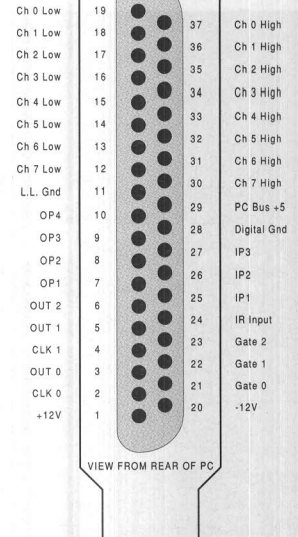 Ch 0 Low 19
37 Ch 0 High
Ch 1 Low 18
36 Ch 1 High
Ch 2 Low 17
35 Ch 2 High
Ch 3 Low 16
34 Ch 3 High
Ch 4 Low 15
33 Ch 4 High
Ch 5 Low 14
32 Ch 5 High
Ch 6 Low 13
31 Ch 6 High
Ch 7 Low 12
30 Ch 7 High
L.L. Gnd 11
29 PC Bus +5
OP4 10
28 Digital Gnd
OP3 9
27 IP3
OP2 8
26 IP2
OP1 7
25 IP1
OUT 2 6
24 IR Input
OUT 1 5
23 Gate 2
CLK 1 4
22 Gate 1
OUT 0 3
21 Gate 0
CLK 0 2
20 -12V
+12V 1
VIEW FROM REAR OF PC